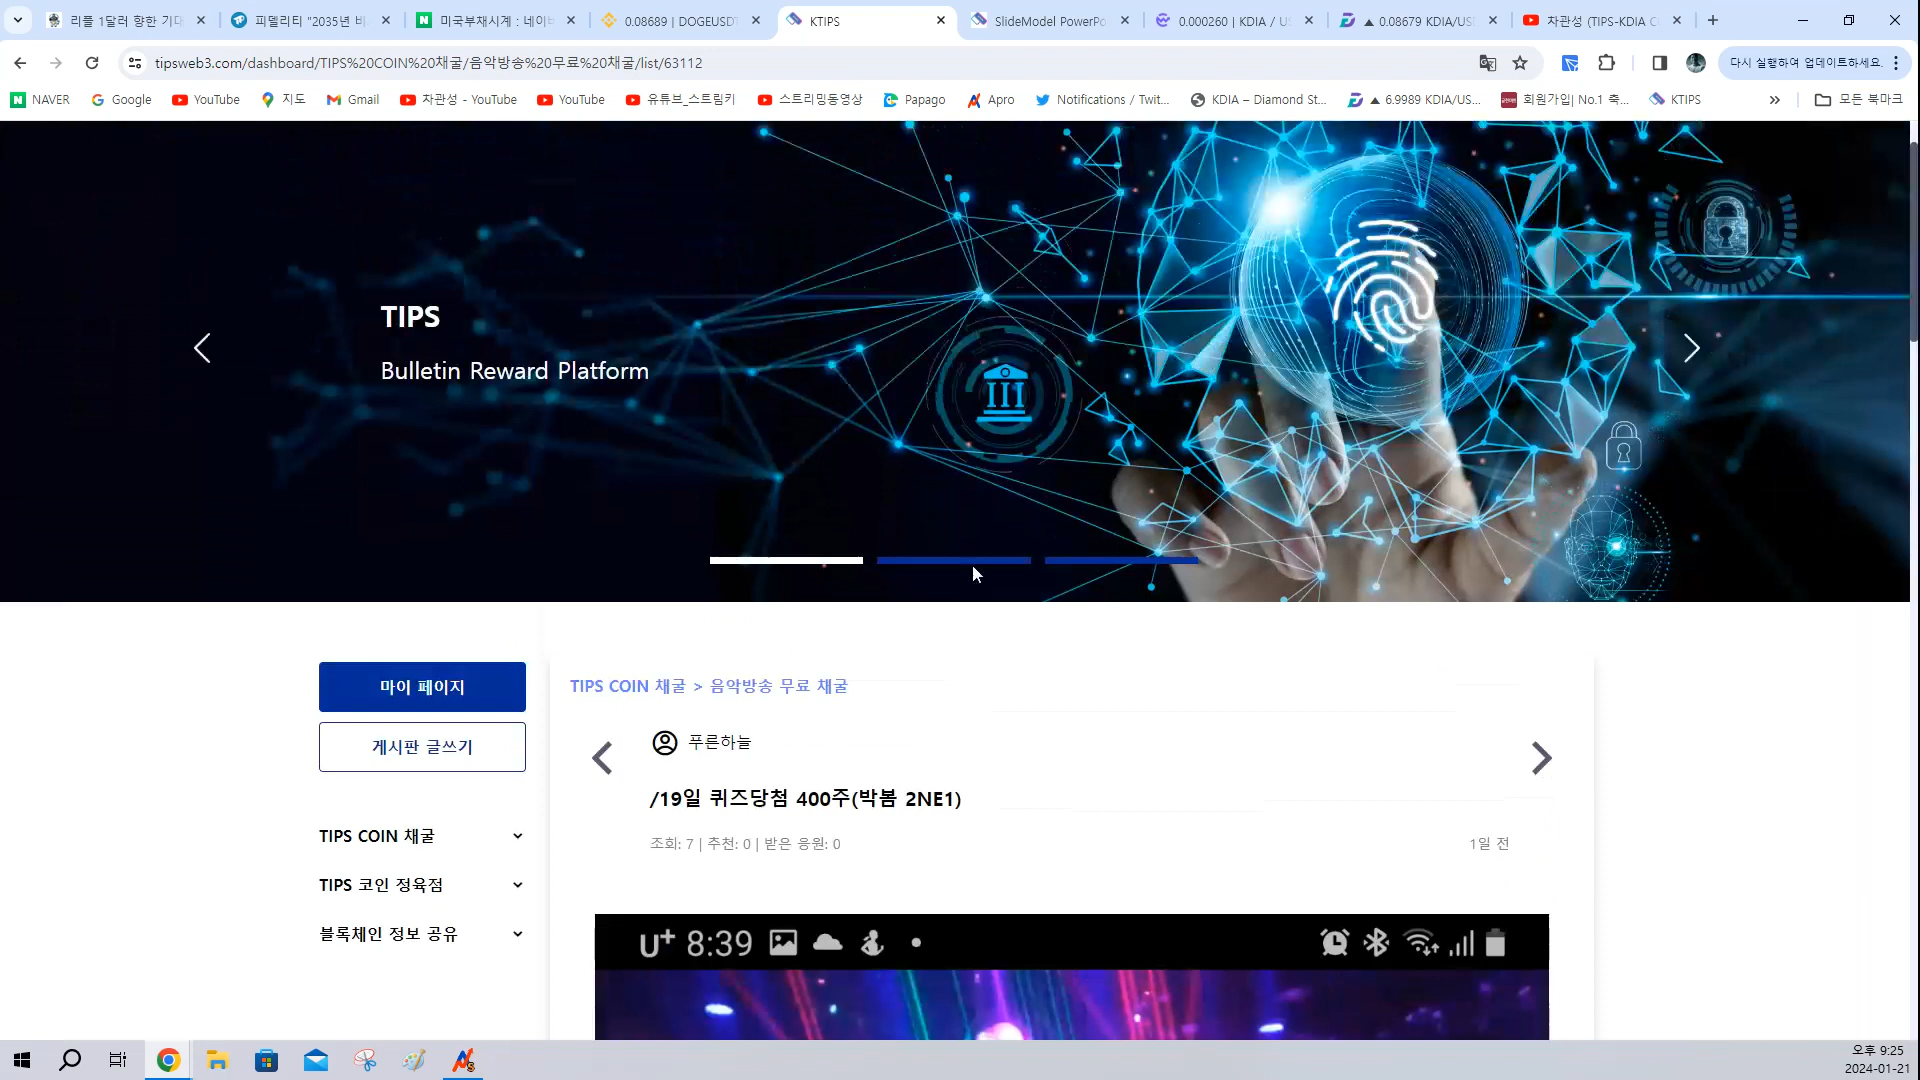 리플 1달러 향한 기대
피델리티 "2035년 비
미국부채시계 : 네이버
0.08689 | DOGEUSDT
KTIPS
SlideModel PowerPo
0.000260 | KDIA / U
▲ 0.08679 KDIA/US
차관성 (TIPS-KDIA C
tipsweb3.com/dashboard/TIPS%20COIN%20채굴/음악방송%20무료%20채굴/list/63112
다시 실행하여 업데이트하세요.
NAVER
Google
YouTube
지도
Gmail
차관성 - YouTube
YouTube
유튜브_스트림키
스트리밍동영상
Papago
Apro
Notifications / Twit...
KDIA – Diamond St...
▲ 6.9989 KDIA/US...
회원가입| No.1 축...
KTIPS
모든 북마크
TIPS
Bulletin Reward Platform
마이 페이지
게시판 글쓰기
TIPS COIN 채굴
TIPS 코인 정육점
블록체인 정보 공유
TIPS COIN 채굴 > 음악방송 무료 채굴
푸른하늘
/19일 퀴즈당첨 400주(박봄 2NE1)
조회: 7 | 추천: 0 | 받은 응원: 0
1일 전
U+ 8:39
오후 9:25
2024-01-21